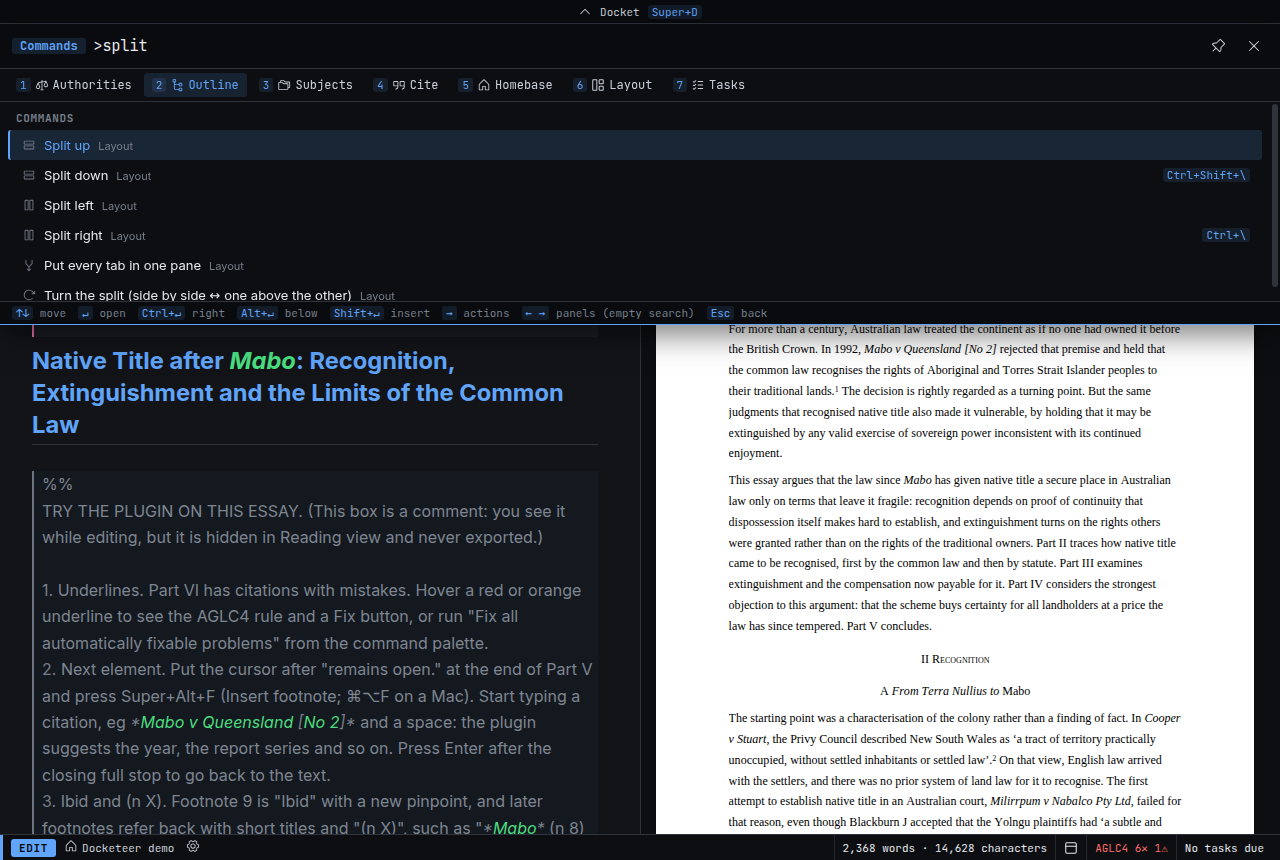 Docket Super+D
Commands >split
1 Authorities 2 Outline 3 Subjects 4 Cite 5 Homebase 6 Layout 7 Tasks
COMMANDS
Split up Layout
Split down Layout Ctrl+Shift+\
Split left Layout
Split right Layout Ctrl+\
Put every tab in one pane Layout
Turn the split (side by side ↔ one above the other) Layout
↑↓ move ↵ open Ctrl+↵ right Alt+↵ below Shift+↵ insert → actions ← → panels (empty search) Esc back
Native Title after Mabo: Recognition,
Extinguishment and the Limits of the Common
Law
%%
TRY THE PLUGIN ON THIS ESSAY. (This box is a comment: you see it
while editing, but it is hidden in Reading view and never exported.)
1. Underlines. Part VI has citations with mistakes. Hover a red or orange
underline to see the AGLC4 rule and a Fix button, or run "Fix all
automatically fixable problems" from the command palette.
2. Next element. Put the cursor after "remains open." at the end of Part V
and press Super+Alt+F (Insert footnote; ⌘⌥F on a Mac). Start typing a
citation, eg *Mabo v Queensland [No 2]* and a space: the plugin
suggests the year, the report series and so on. Press Enter after the
closing full stop to go back to the text.
3. Ibid and (n X). Footnote 9 is "Ibid" with a new pinpoint, and later
footnotes refer back with short titles and "(n X)", such as "*Mabo* (n 8)
For more than a century, Australian law treated the continent as if no one had owned it before
the British Crown. In 1992, Mabo v Queensland [No 2] rejected that premise and held that
the common law recognises the rights of Aboriginal and Torres Strait Islander peoples to
their traditional lands.1 The decision is rightly regarded as a turning point. But the same
judgments that recognised native title also made it vulnerable, by holding that it may be
extinguished by any valid exercise of sovereign power inconsistent with its continued
enjoyment.
This essay argues that the law since Mabo has given native title a secure place in Australian
law only on terms that leave it fragile: recognition depends on proof of continuity that
dispossession itself makes hard to establish, and extinguishment turns on the rights others
were granted rather than on the rights of the traditional owners. Part II traces how native title
came to be recognised, first by the common law and then by statute. Part III examines
extinguishment and the compensation now payable for it. Part IV considers the strongest
objection to this argument: that the scheme buys certainty for all landholders at a price the
law has since tempered. Part V concludes.
II Recognition
A From Terra Nullius to Mabo
The starting point was a characterisation of the colony rather than a finding of fact. In Cooper
v Stuart, the Privy Council described New South Wales as ‘a tract of territory practically
unoccupied, without settled inhabitants or settled law’.2 On that view, English law arrived
with the settlers, and there was no prior system of land law for it to recognise. The first
attempt to establish native title in an Australian court, Milirrpum v Nabalco Pty Ltd, failed for
that reason, even though Blackburn J accepted that the Yolngu plaintiffs had ‘a subtle and
EDIT Docketeer demo 2,368 words · 14,628 characters AGLC4 6× 1⚠ No tasks due